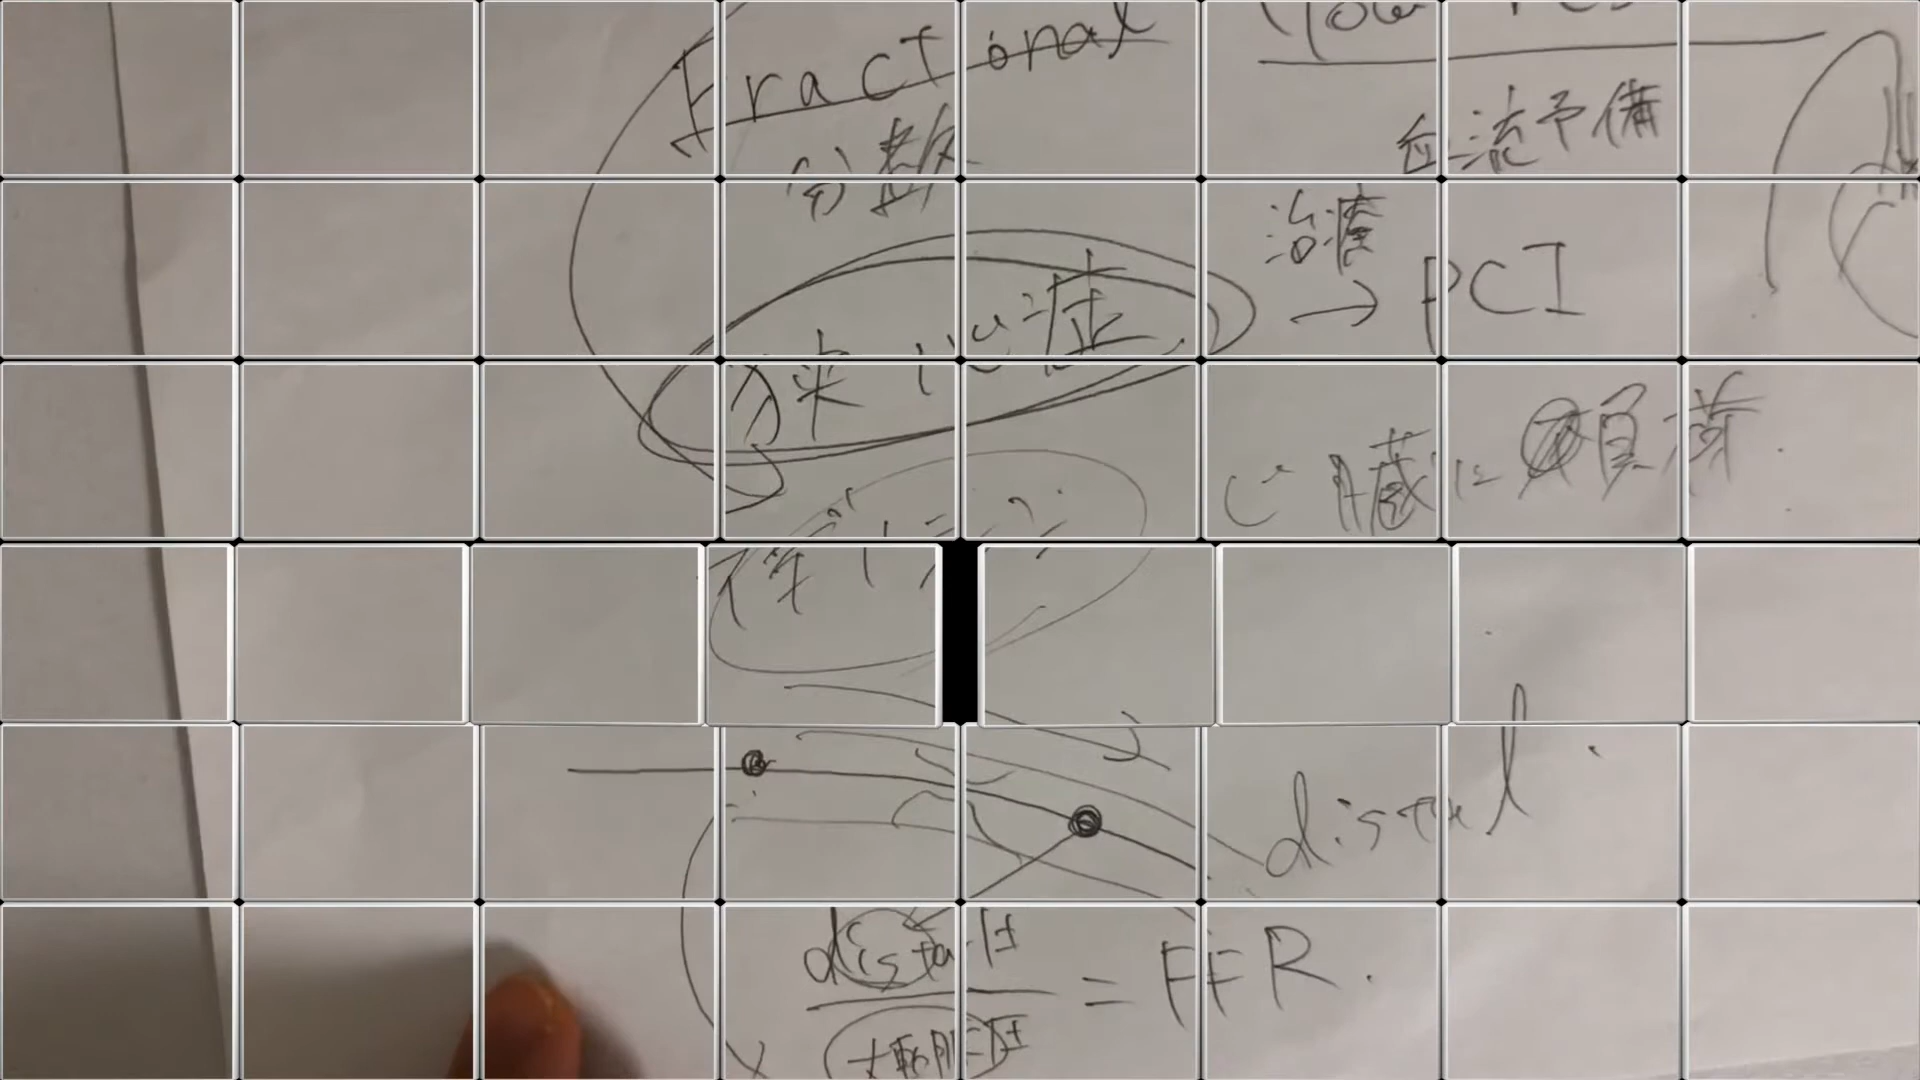 Fractional
分数
血流予備
治療
狭心症 → PCI
心臓に負荷
distal
distal圧
= FFR.
大動脈圧